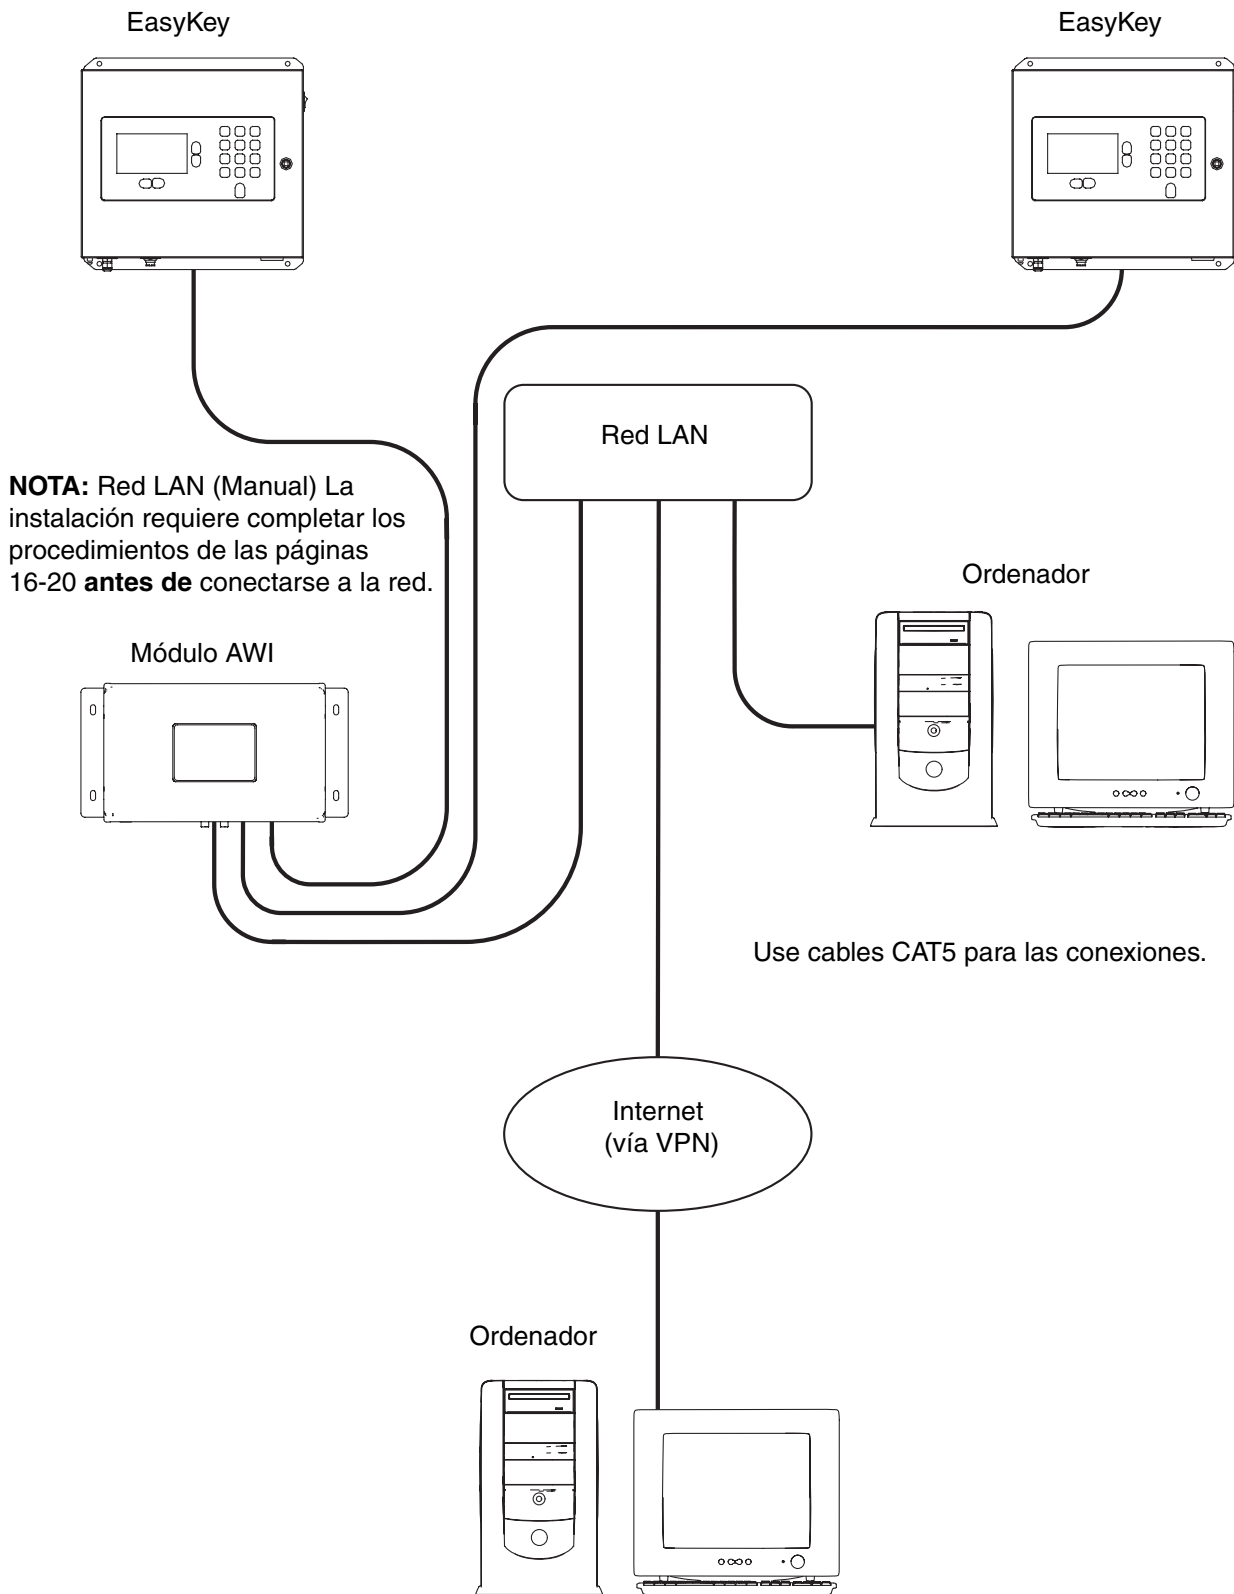 EasyKey
EasyKey
Red LAN
NOTA: Red LAN (Manual) La
instalación requiere completar los
procedimientos de las páginas
16-20 antes de conectarse a la red.
Ordenador
Módulo AWI
Use cables CAT5 para las conexiones.
Internet
(vía VPN)
Ordenador